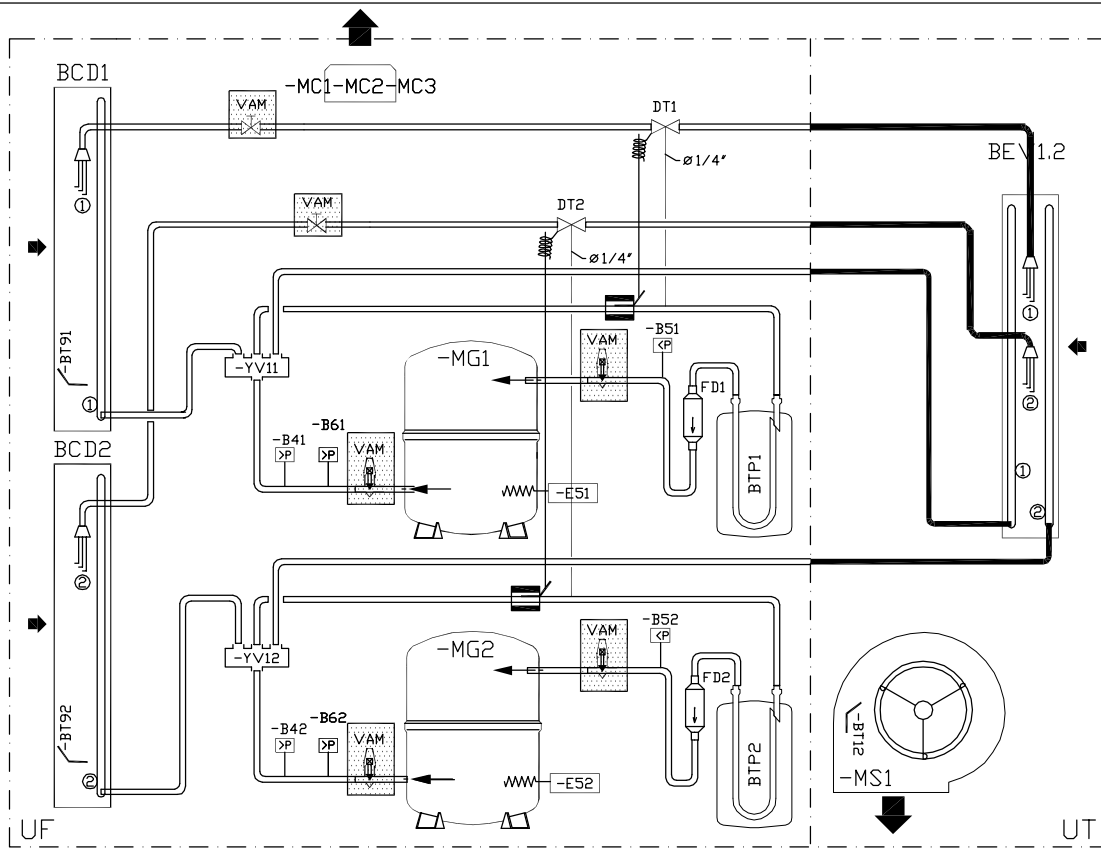 BCD1
-MC1-MC2-MC3
VAM
DT1
ø1/4"
BEV1.2
①
VAM
DT2
ø1/4"
①
-BT91
-YV11
-MG1
VAM
-B51
<P
FD1
②
①
BCD2
-B41
>P
-B61
>P
VAM
-E51
BTP1
①
②
②
-YV12
-MG2
VAM
-B52
<P
FD2
-BT92
-B42
>P
-B62
>P
VAM
-E52
BTP2
-BT12
-MS1
②
UF
UT